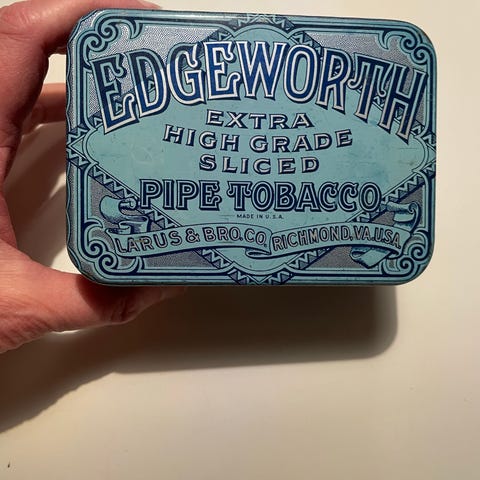 EDGEWORTH
EXTRA
HIGH GRADE
SLICED
PIPE TOBACCO
MADE IN U.S.A.
LARUS & BRO. CO. RICHMOND, VA. U.S.A.